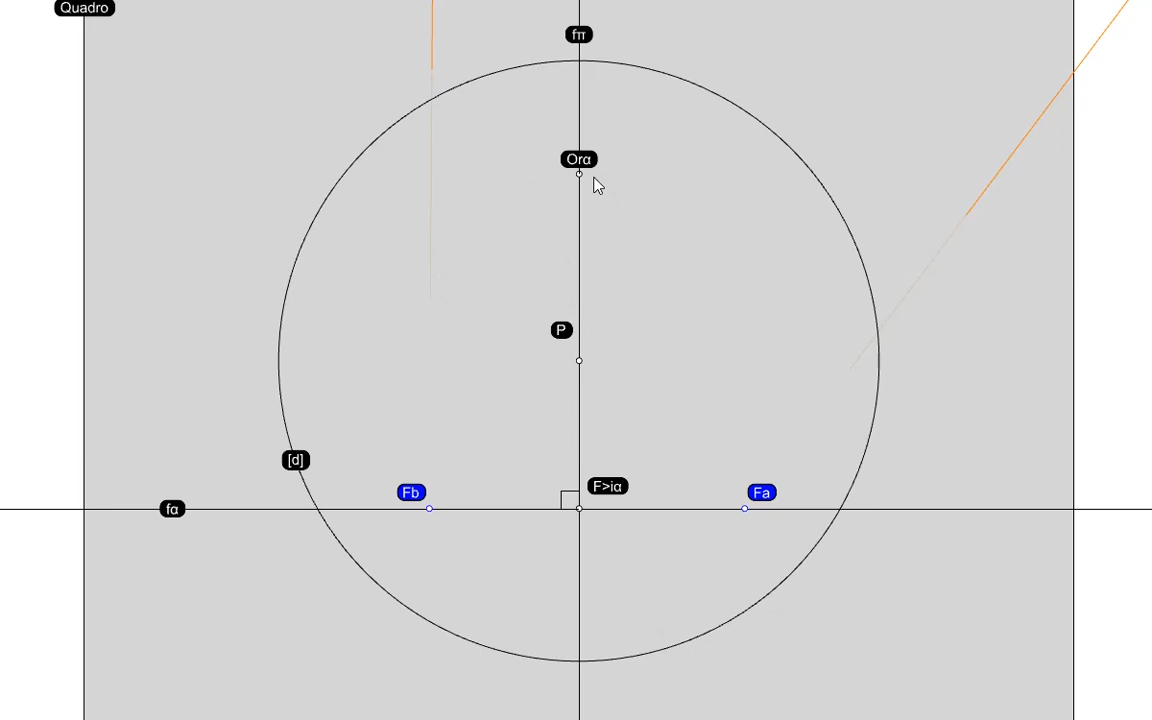 Quadro
fπ
Orα
P
[d]
F>iα
Fb
Fa
fα